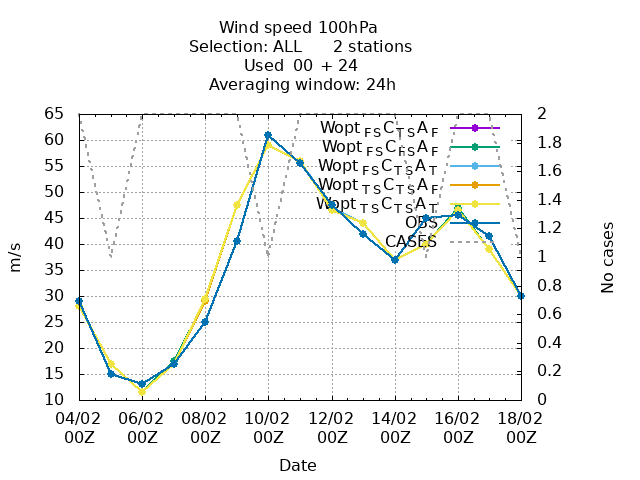 Wind speed 100hPa
Selection: ALL 2 stations
Used 00 + 24
Averaging window: 24h
65 60 55 50 45 40 35 30 25 20 15 10
m/s
2 1.8 1.6 1.4 1.2 1 0.8 0.6 0.4 0.2 0
No cases
Wopt FS C TS A F
Wopt FS C IS A F
Wopt FS C TS A T
Wopt TS C TS A F
Wopt TS C TS A T
OBS
CASES
04/02 06/02 08/02 10/02 12/02 14/02 16/02 18/02
00Z 00Z 00Z 00Z 00Z 00Z 00Z 00Z
Date